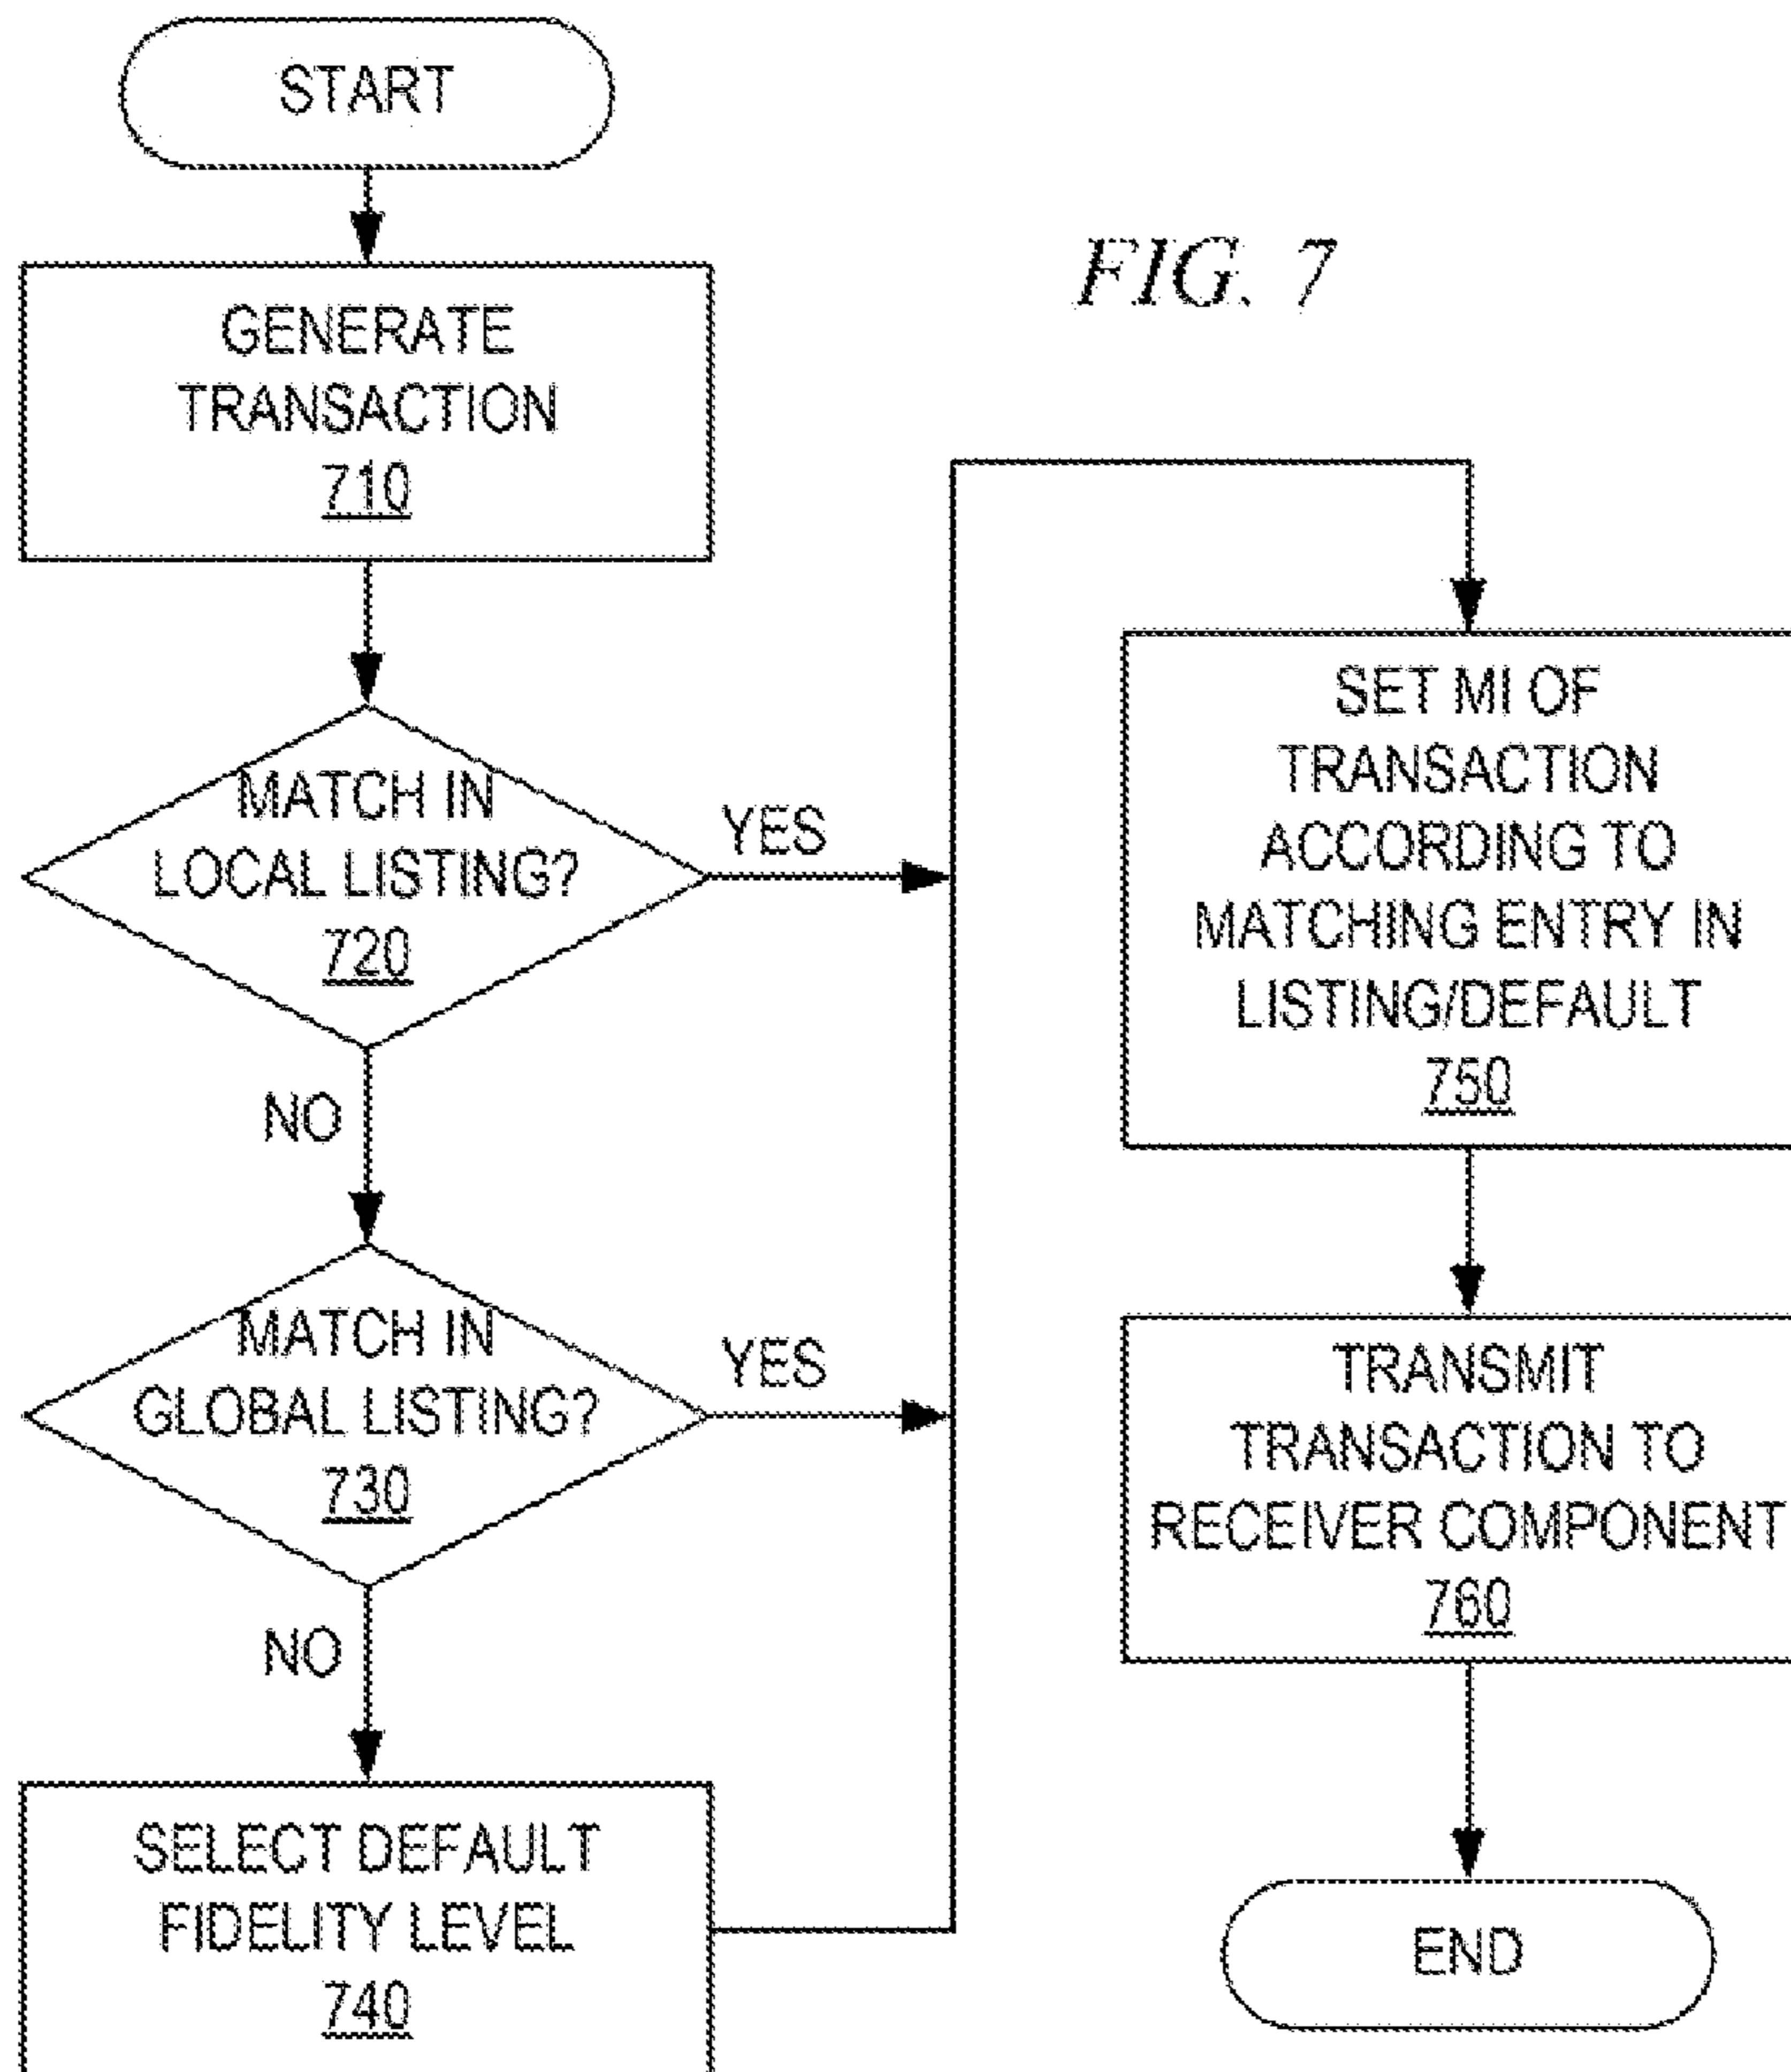 START
FIG. 7
GENERATE
TRANSACTION
710
MATCH IN
LOCAL LISTING?
720
YES
NO
MATCH IN
GLOBAL LISTING?
730
YES
NO
SELECT DEFAULT
FIDELITY LEVEL
740
SET MI OF
TRANSACTION
ACCORDING TO
MATCHING ENTRY IN
LISTING/DEFAULT
750
TRANSMIT
TRANSACTION TO
RECEIVER COMPONENT
760
END